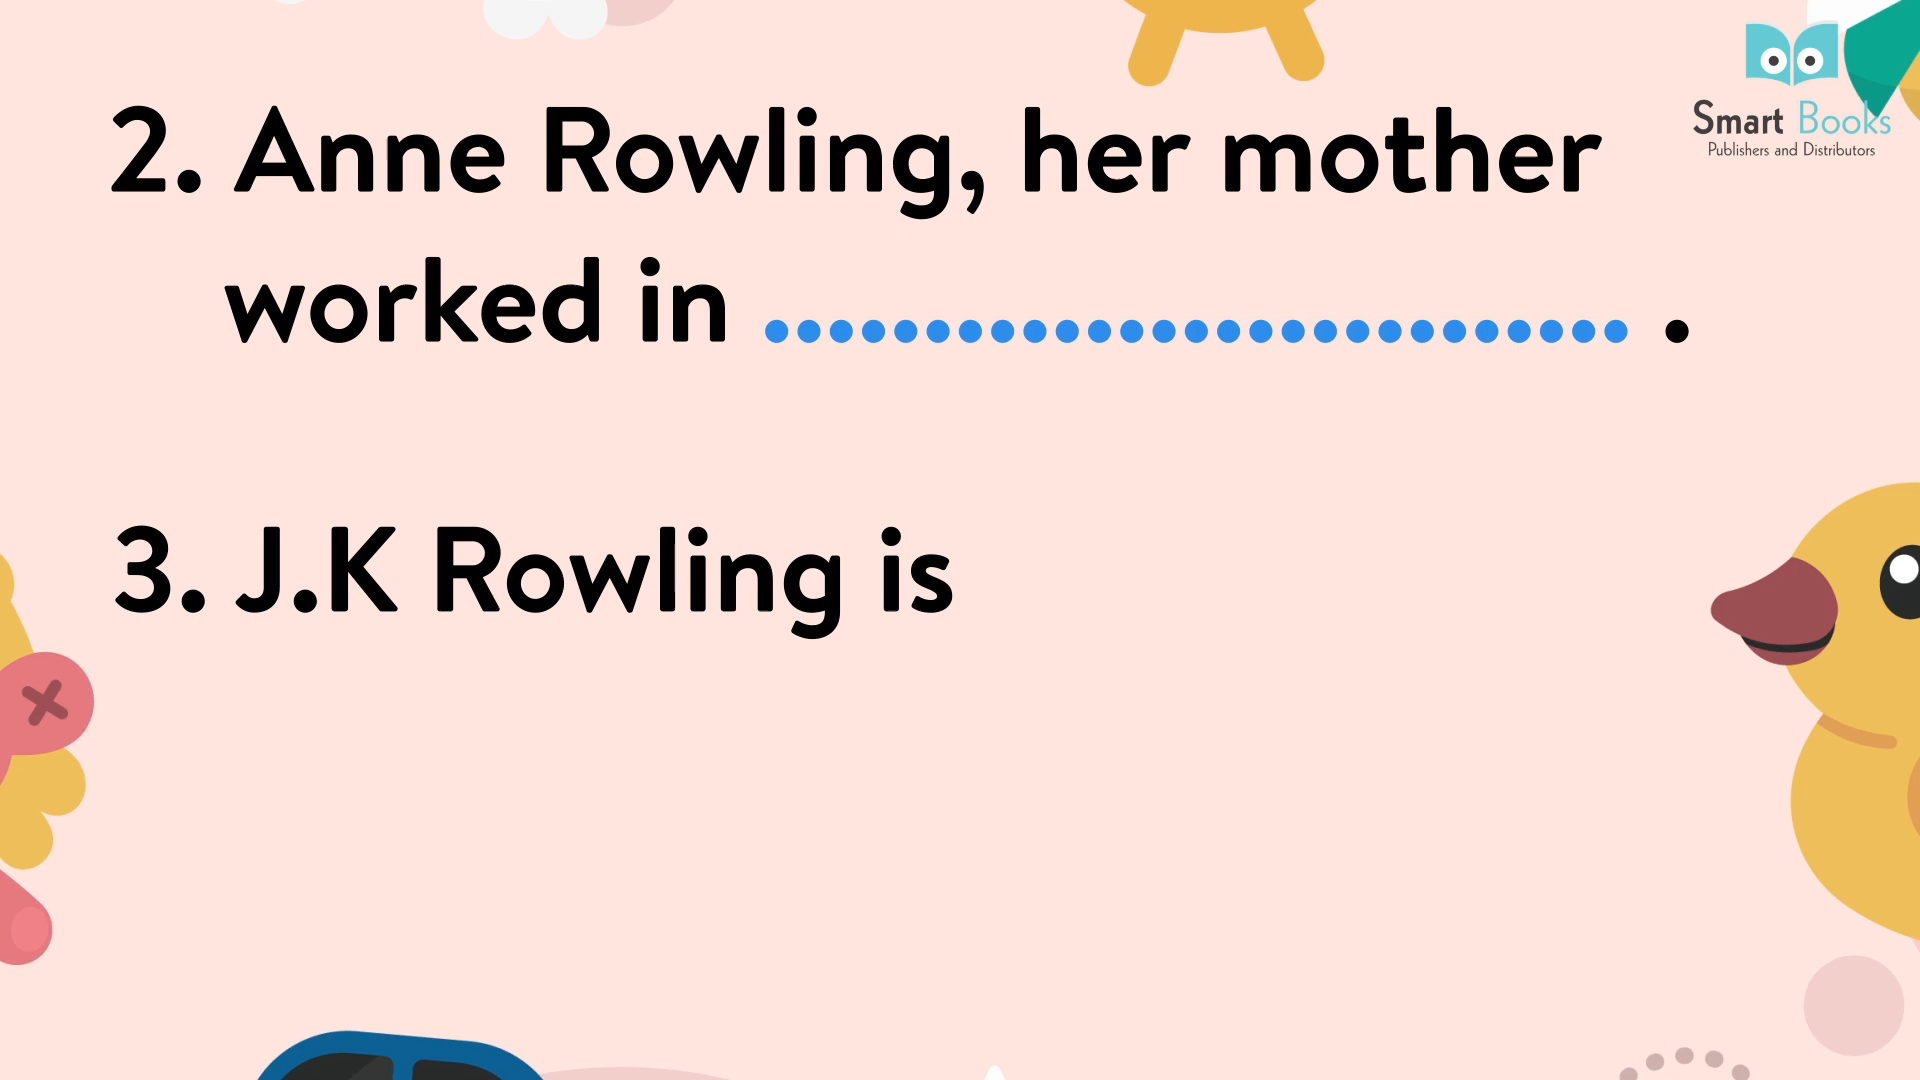 Smart Books
Publishers and Distributors
2. Anne Rowling, her mother
worked in ........................... .
3. J.K Rowling is